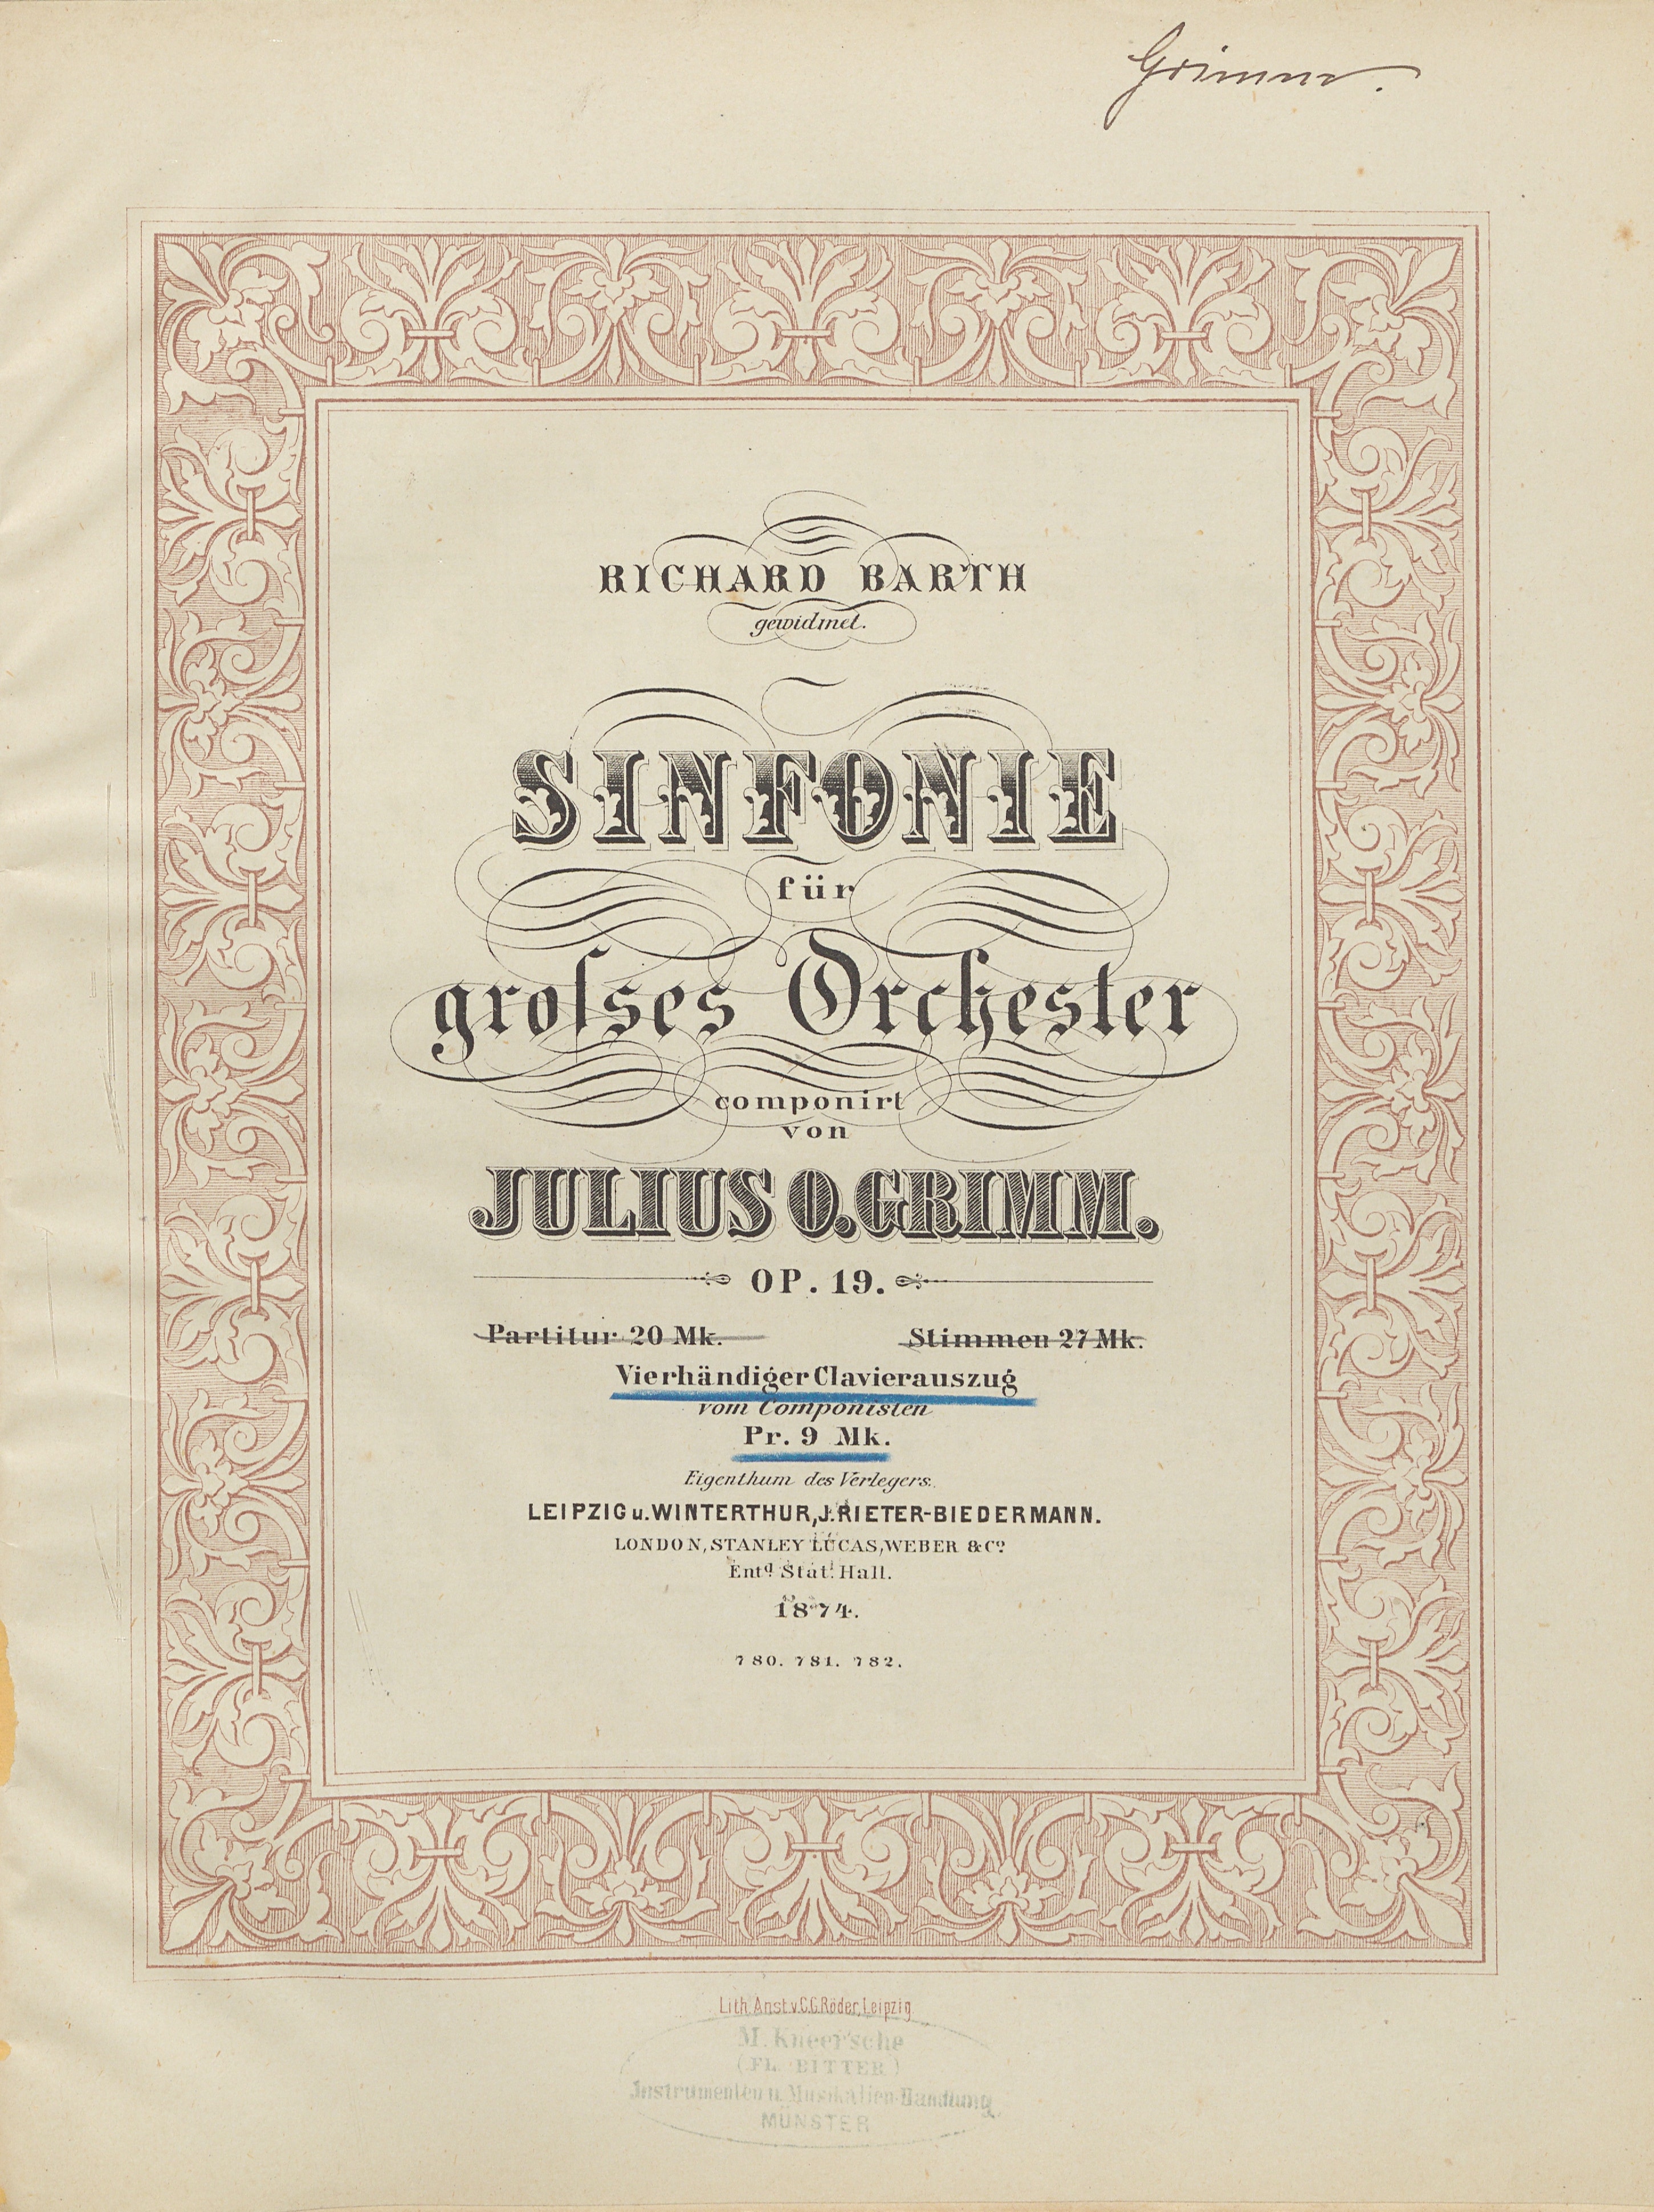 Grimm.
RICHARD BARTH
gewidmet.
SINFONIE
für
groſses Orchester
componirt
von
JULIUS O. GRIMM.
OP. 19.
Partitur 20 Mk. Stimmen 27 Mk.
Vierhändiger Clavierauszug
vom Componisten
Pr. 9 Mk.
Eigenthum des Verlegers.
LEIPZIG u. WINTERTHUR, J. RIETER-BIEDERMANN.
LONDON, STANLEY LUCAS, WEBER & Cº
Entᵈ Statˢ Hall.
1874.
780. 781. 782.
Lith. Anst. v. C. G. Röder, Leipzig
M. Kneer'sche
(FL. BITTER)
Instrumenten u. Musikalien Handlung
MÜNSTER